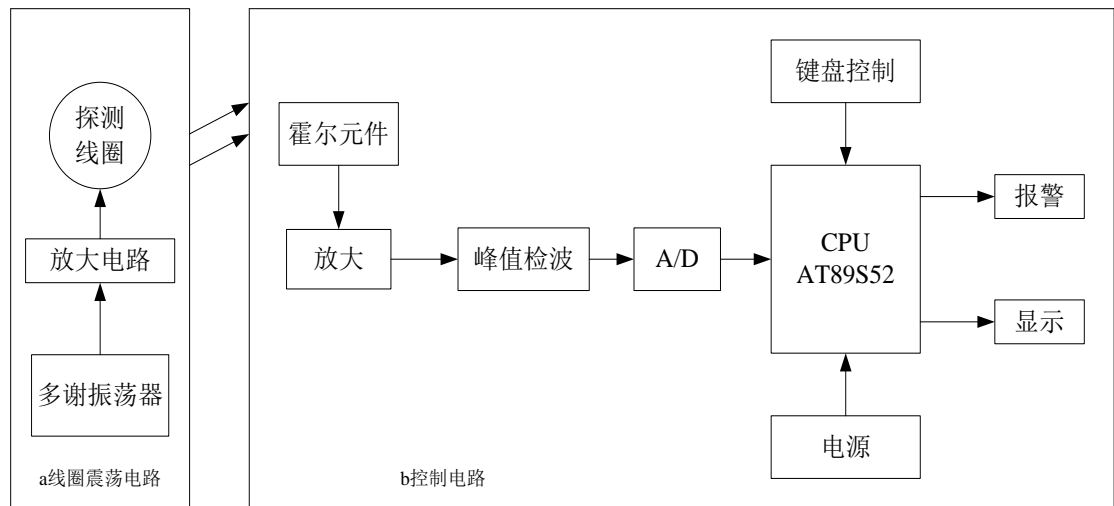 探测
线圈
放大电路
多谢振荡器
a线圈震荡电路
霍尔元件
放大
峰值检波
A/D
键盘控制
CPU
AT89S52
报警
显示
电源
b控制电路